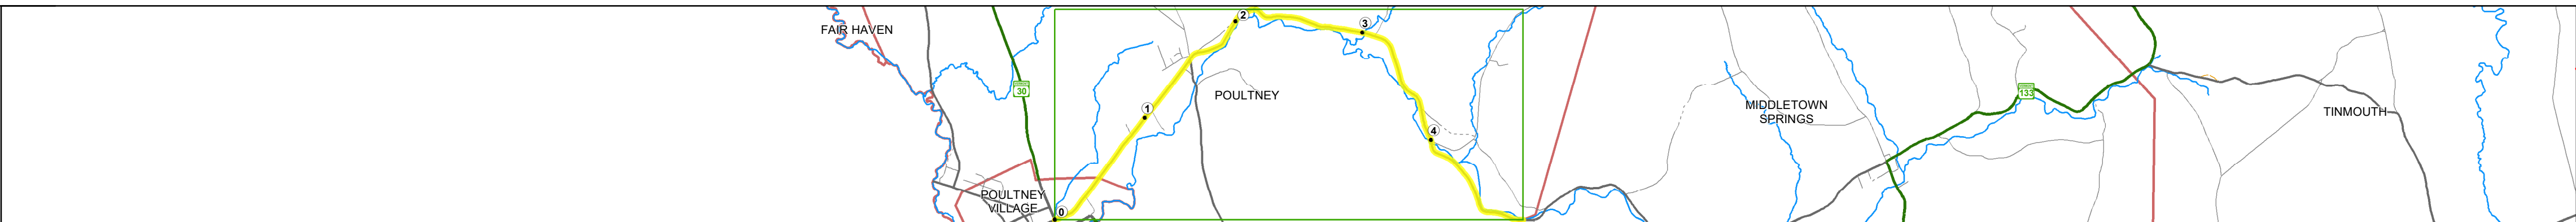 FAIR HAVEN
30
2
3
1
POULTNEY
4
MIDDLETOWN
SPRINGS
133
TINMOUTH
POULTNEY
VILLAGE
0